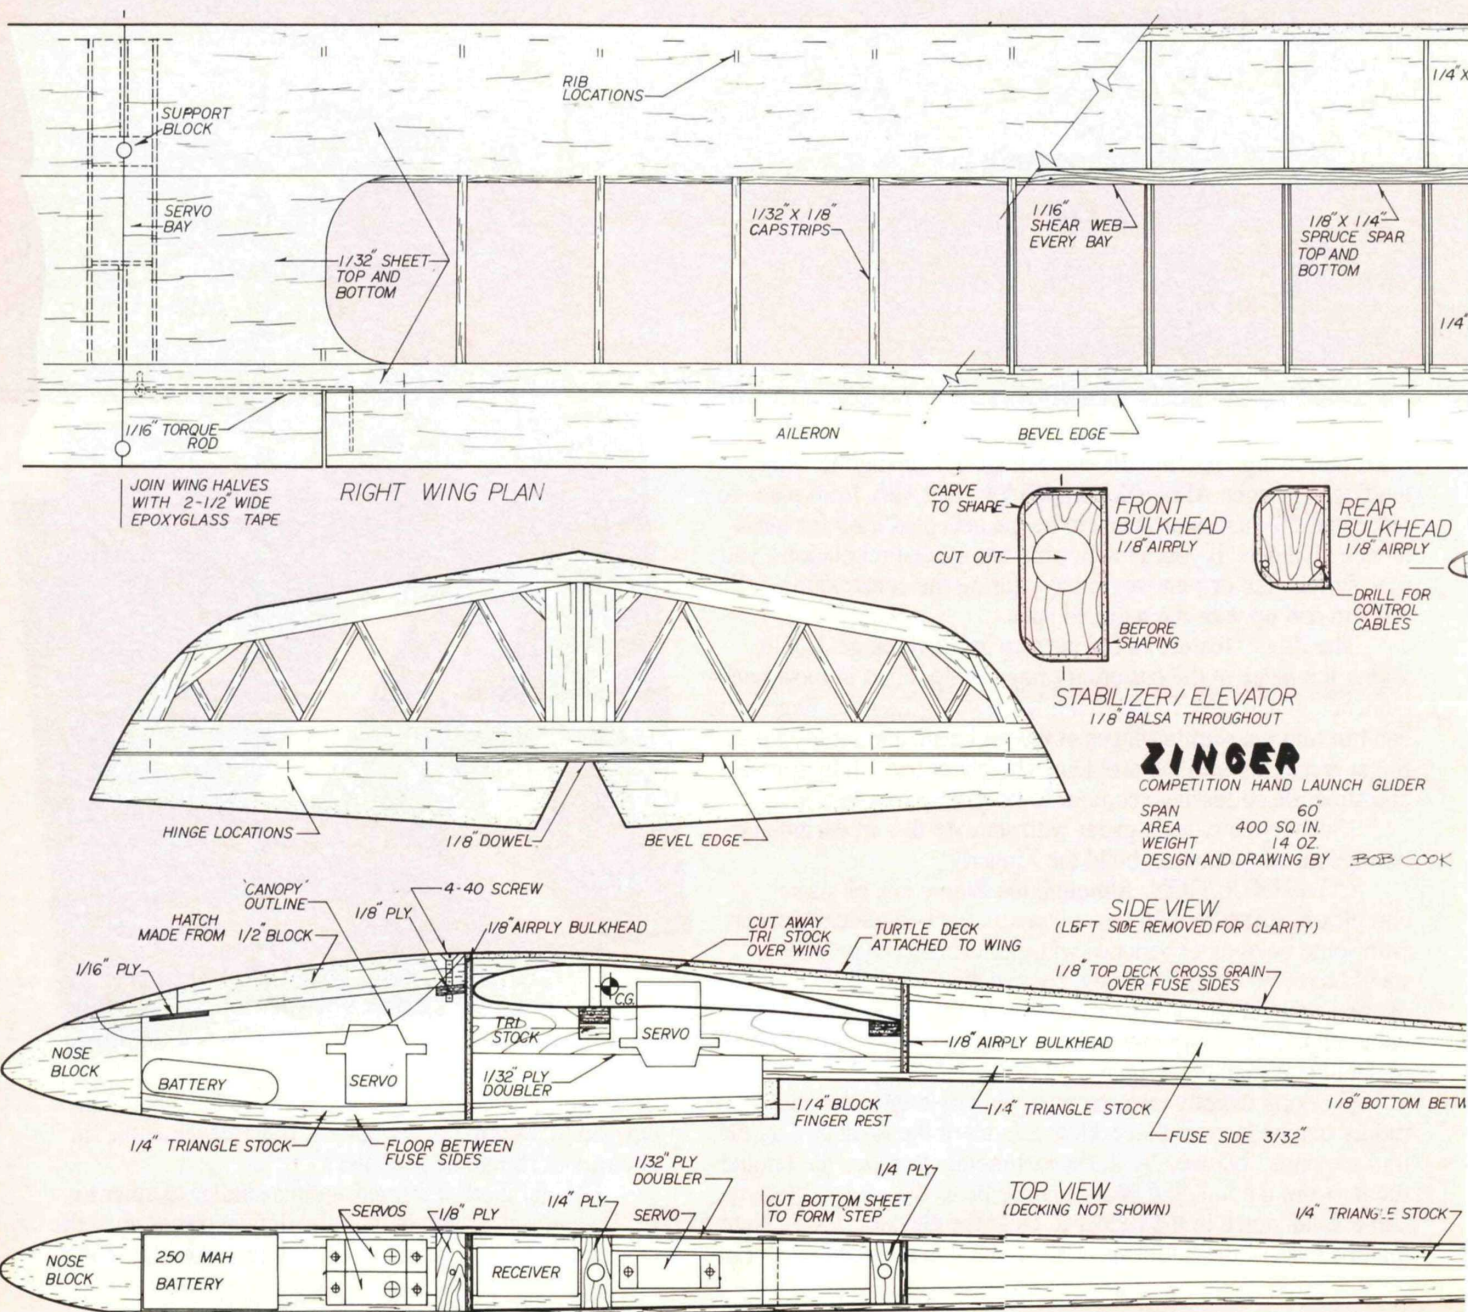 RIB
LOCATIONS
1/4" X
SUPPORT
BLOCK
SERVO
BAY
1/32" SHEET
TOP AND
BOTTOM
1/32" X 1/8"
CAPSTRIPS
1/16"
SHEAR WEB
EVERY BAY
1/8" X 1/4"
SPRUCE SPAR
TOP AND
BOTTOM
1/4"
1/16" TORQUE
ROD
AILERON
BEVEL EDGE
JOIN WING HALVES
WITH 2-1/2" WIDE
EPOXYGLASS TAPE
RIGHT WING PLAN
CARVE
TO SHAPE
FRONT
BULKHEAD
1/8" AIRPLY
CUT OUT
BEFORE
SHAPING
REAR
BULKHEAD
1/8" AIRPLY
DRILL FOR
CONTROL
CABLES
STABILIZER / ELEVATOR
1/8" BALSA THROUGHOUT
HINGE LOCATIONS
1/8" DOWEL
BEVEL EDGE
ZINGER
COMPETITION HAND LAUNCH GLIDER
SPAN 60"
AREA 400 SQ IN.
WEIGHT 14 OZ.
DESIGN AND DRAWING BY BOB COOK
SIDE VIEW
(LEFT SIDE REMOVED FOR CLARITY)
'CANOPY'
OUTLINE
HATCH
MADE FROM 1/2" BLOCK
1/16" PLY
1/8" PLY
4-40 SCREW
1/8" AIRPLY BULKHEAD
CUT AWAY
TRI STOCK
OVER WING
TURTLE DECK
ATTACHED TO WING
1/8" TOP DECK CROSS GRAIN
OVER FUSE SIDES
C.G.
TRI
STOCK
SERVO
NOSE
BLOCK
BATTERY
SERVO
1/32" PLY
DOUBLER
1/8" AIRPLY BULKHEAD
1/4" BLOCK
FINGER REST
1/4" TRIANGLE STOCK
1/8" BOTTOM BETW
FUSE SIDE 3/32"
1/4" TRIANGLE STOCK
FLOOR BETWEEN
FUSE SIDES
TOP VIEW
(DECKING NOT SHOWN)
SERVOS
1/8" PLY
1/4" PLY
1/32" PLY
DOUBLER
SERVO
CUT BOTTOM SHEET
TO FORM 'STEP'
1/4 PLY
1/4" TRIANGLE STOCK
NOSE
BLOCK
250 MAH
BATTERY
RECEIVER